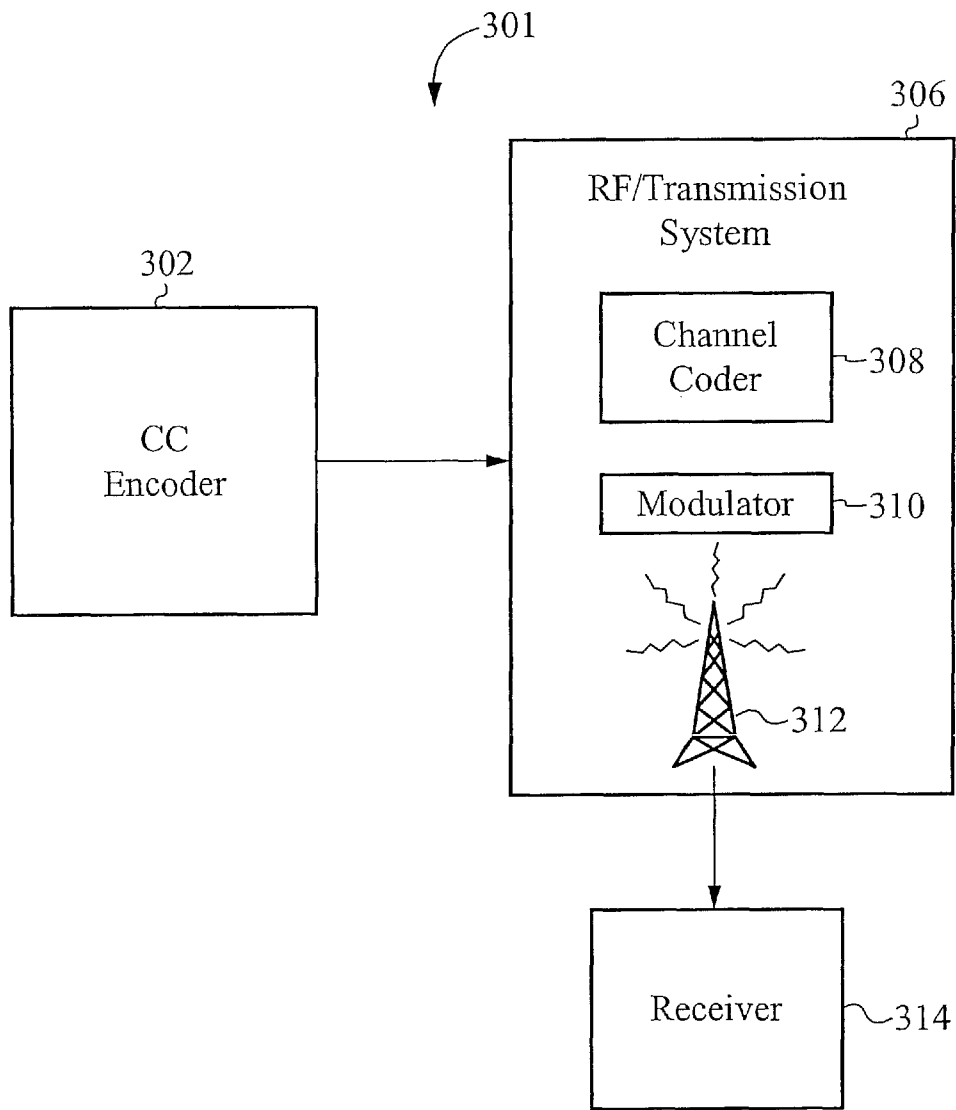 301
306
RF/Transmission
System
302
Channel
Coder
308
CC
Encoder
Modulator
310
312
Receiver
314